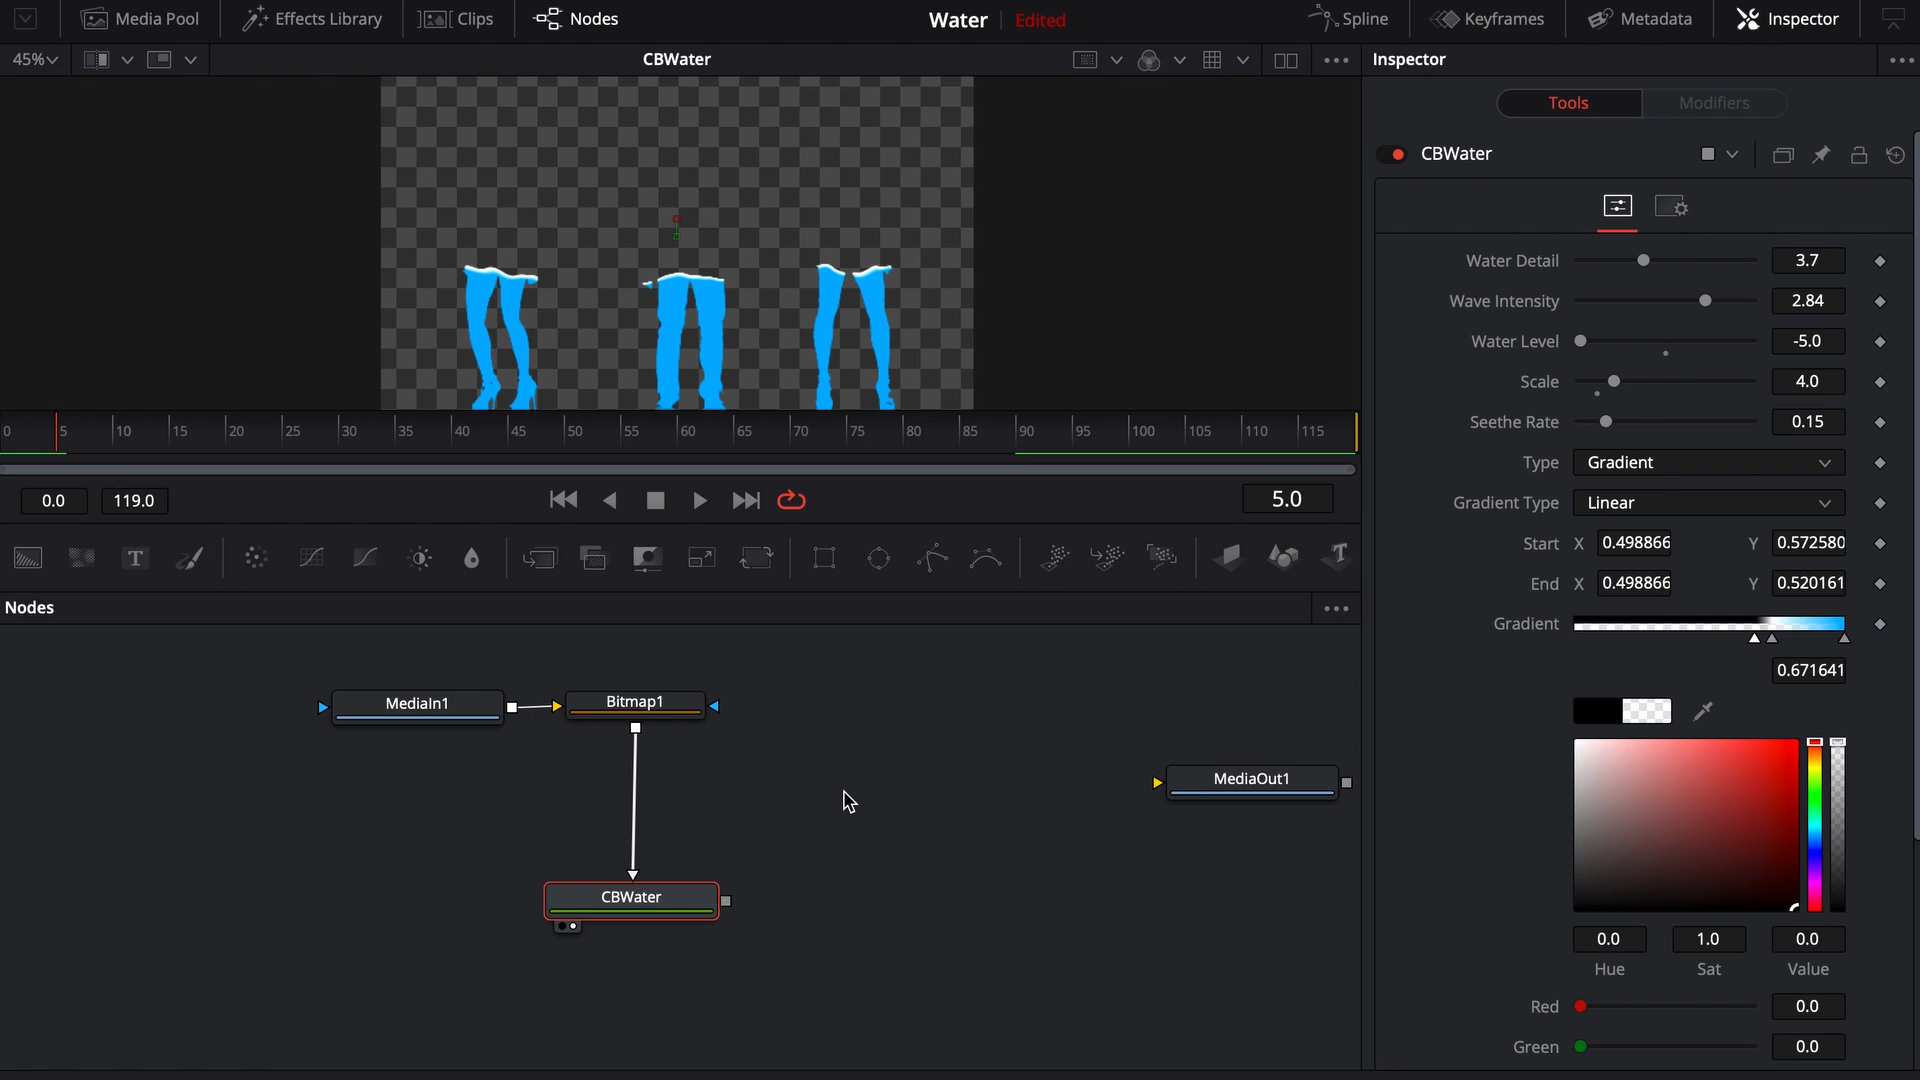 Media Pool Effects Library Clips Nodes Water Edited Spline Keyframes Metadata Inspector
45% CBWater Inspector
Tools Modifiers
CBWater
Water Detail 3.7
Wave Intensity 2.84
Water Level -5.0
Scale 4.0
Seethe Rate 0.15
Type Gradient
Gradient Type Linear
Start X 0.498866 Y 0.572580
End X 0.498866 Y 0.520161
Gradient
0.671641
0.0 1.0 0.0
Hue Sat Value
Red 0.0
Green 0.0
0 5 10 15 20 25 30 35 40 45 50 55 60 65 70 75 80 85 90 95 100 105 110 115
0.0 119.0 5.0
T T
Nodes
MediaIn1 Bitmap1
MediaOut1
CBWater